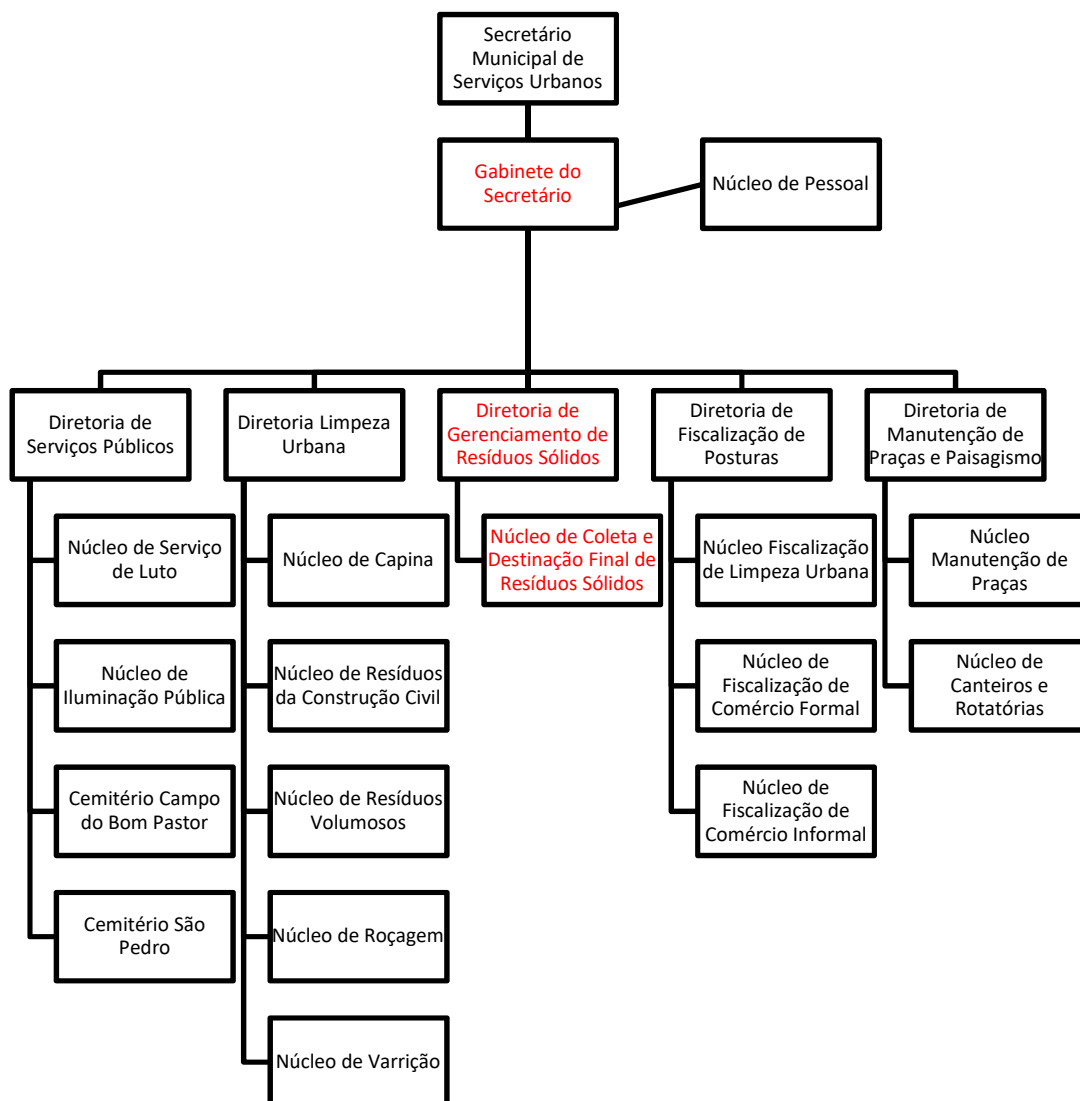 Secretário
Municipal de
Serviços Urbanos
Gabinete do
Secretário
Núcleo de Pessoal
Diretoria de
Serviços Públicos
Diretoria Limpeza
Urbana
Diretoria de
Gerenciamento de
Resíduos Sólidos
Diretoria de
Fiscalização de
Posturas
Diretoria de
Manutenção de
Praças e Paisagismo
Núcleo de Serviço
de Luto
Núcleo de
Iluminação Pública
Cemitério Campo
do Bom Pastor
Cemitério São
Pedro
Núcleo de Capina
Núcleo de Resíduos
da Construção Civil
Núcleo de Resíduos
Volumosos
Núcleo de Roçagem
Núcleo de Varrição
Núcleo de Coleta e
Destinação Final de
Resíduos Sólidos
Núcleo Fiscalização
de Limpeza Urbana
Núcleo de
Fiscalização de
Comércio Formal
Núcleo de
Fiscalização de
Comércio Informal
Núcleo
Manutenção de
Praças
Núcleo de
Canteiros e
Rotatórias